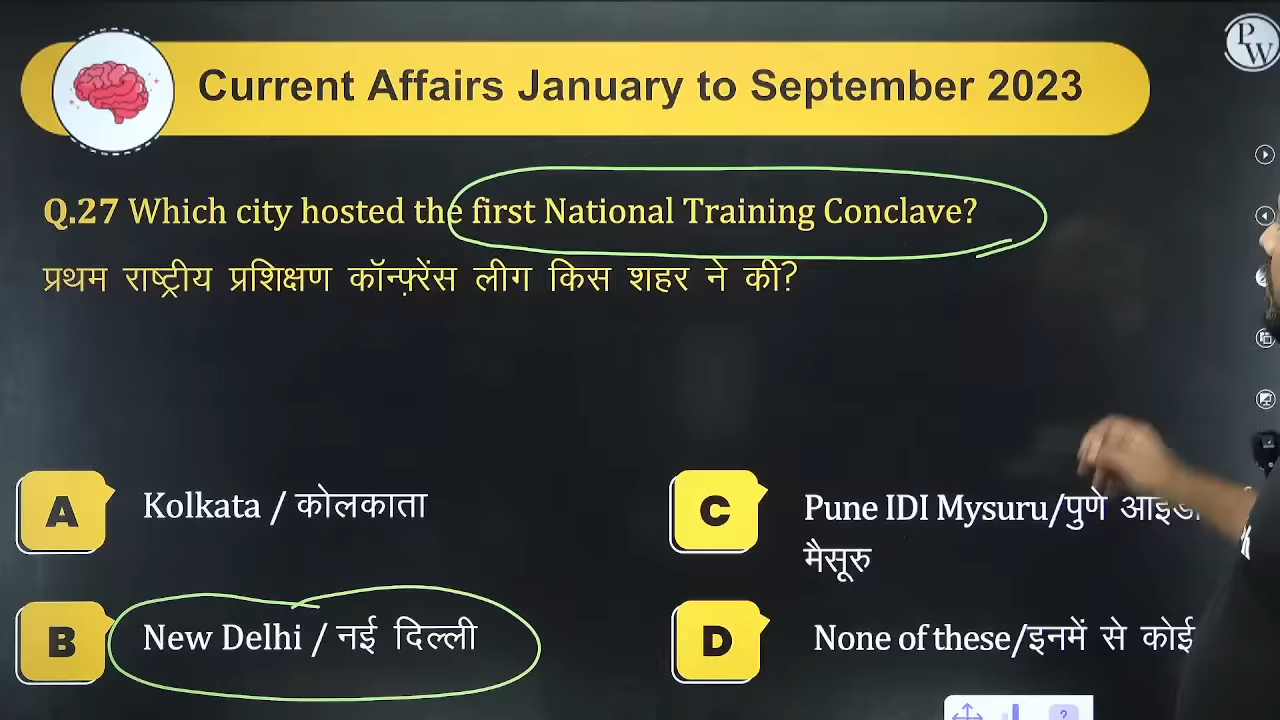 PW
Current Affairs January to September 2023
Q.27 Which city hosted the first National Training Conclave?
प्रथम राष्ट्रीय प्रशिक्षण कॉन्फ़रेंस लीग किस शहर ने की?
A Kolkata / कोलकाता
B New Delhi / नई दिल्ली
C Pune IDI Mysuru/पुणे
मैसूरु
D None of these/इनमें से कोई
?